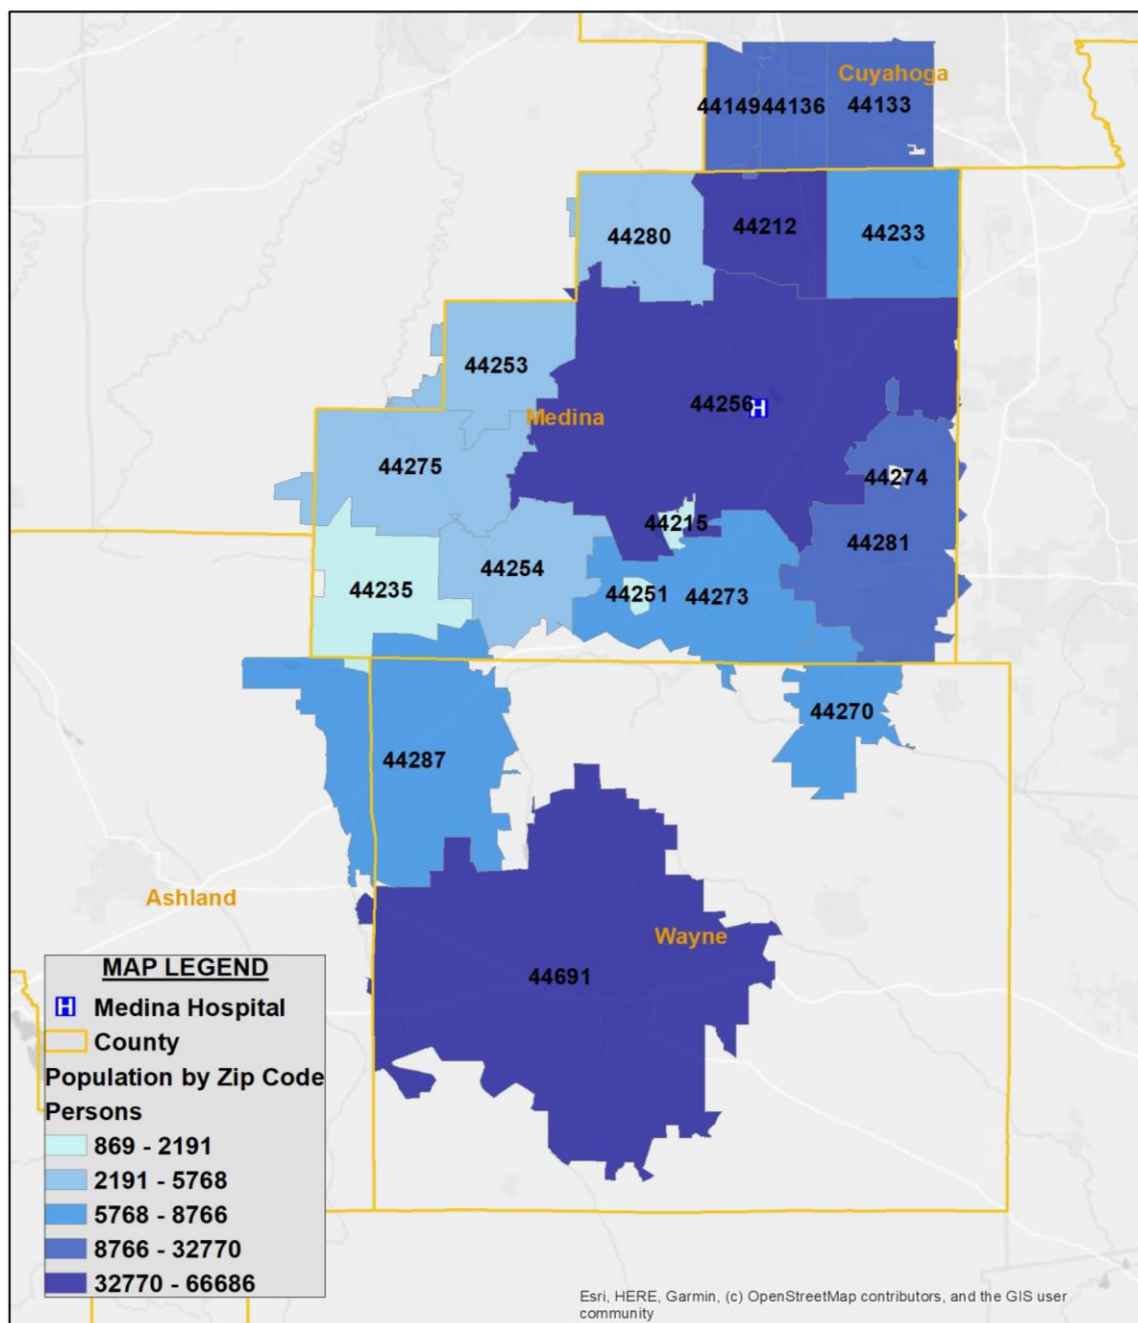 Cuyahoga
44149 44136 44133
44280 44212 44233
44253
44256 H
Medina
44275
44274
44215
44281
44254
44235 44251 44273
44270
44287
Ashland
Wayne
44691
MAP LEGEND
H Medina Hospital
County
Population by Zip Code
Persons
869 - 2191
2191 - 5768
5768 - 8766
8766 - 32770
32770 - 66686
Esri, HERE, Garmin, (c) OpenStreetMap contributors, and the GIS user
community